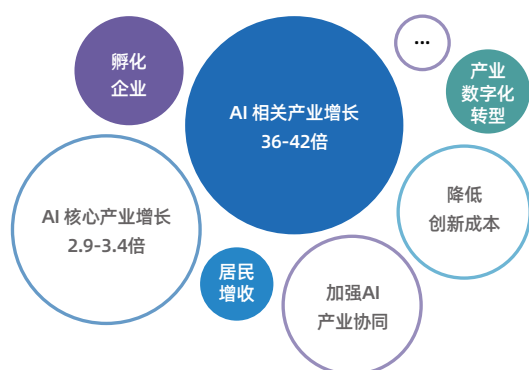 孵化
企业
AI 相关产业增长
36-42倍
...
产业
数字化
转型
AI 核心产业增长
2.9-3.4倍
降低
创新成本
居民
增收
加强AI
产业协同